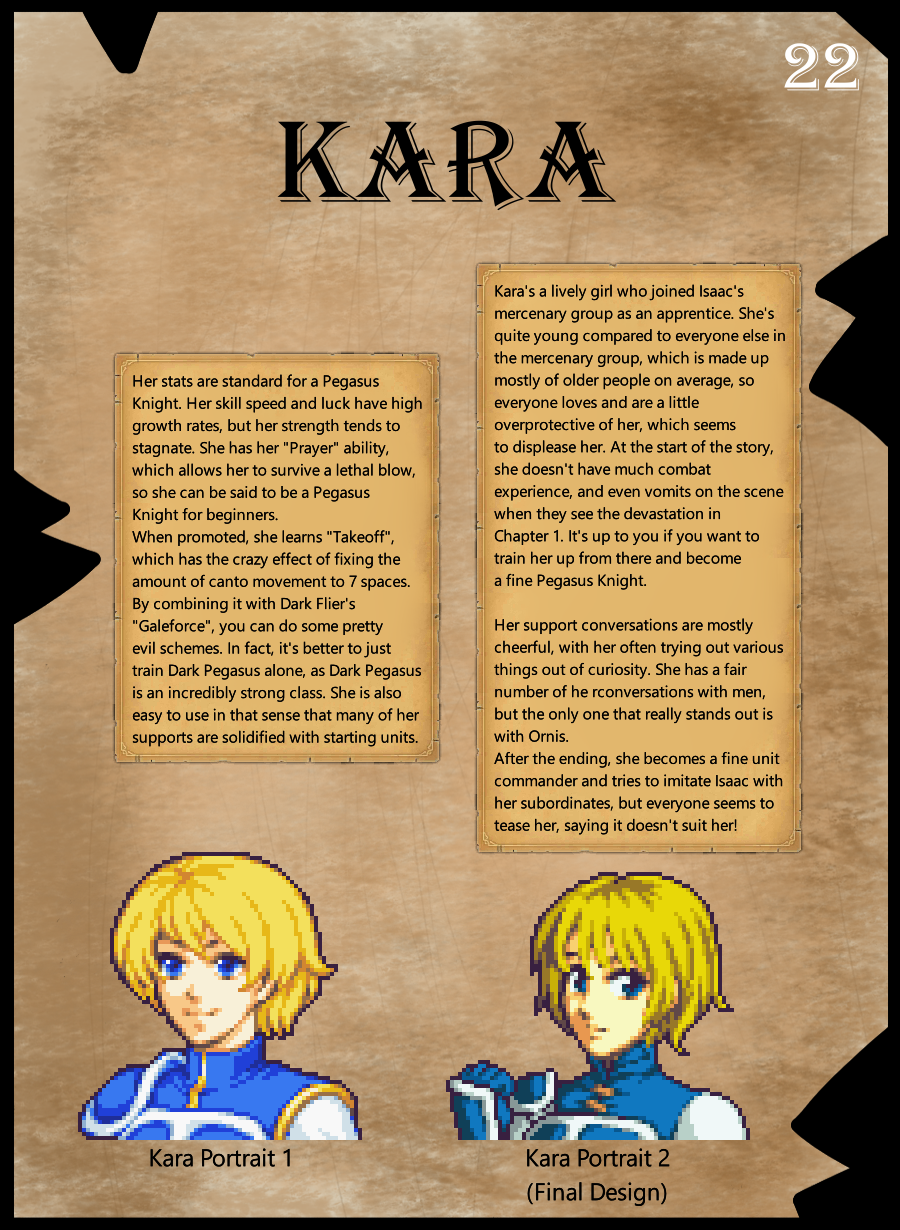 22
KARA
Her stats are standard for a Pegasus
Knight. Her skill speed and luck have high
growth rates, but her strength tends to
stagnate. She has her "Prayer" ability,
which allows her to survive a lethal blow,
so she can be said to be a Pegasus
Knight for beginners.
When promoted, she learns "Takeoff",
which has the crazy effect of fixing the
amount of canto movement to 7 spaces.
By combining it with Dark Flier's
"Galeforce", you can do some pretty
evil schemes. In fact, it's better to just
train Dark Pegasus alone, as Dark Pegasus
is an incredibly strong class. She is also
easy to use in that sense that many of her
supports are solidified with starting units.
Kara's a lively girl who joined Isaac's
mercenary group as an apprentice. She's
quite young compared to everyone else in
the mercenary group, which is made up
mostly of older people on average, so
everyone loves and are a little
overprotective of her, which seems
to displease her. At the start of the story,
she doesn't have much combat
experience, and even vomits on the scene
when they see the devastation in
Chapter 1. It's up to you if you want to
train her up from there and become
a fine Pegasus Knight.
Her support conversations are mostly
cheerful, with her often trying out various
things out of curiosity. She has a fair
number of he rconversations with men,
but the only one that really stands out is
with Ornis.
After the ending, she becomes a fine unit
commander and tries to imitate Isaac with
her subordinates, but everyone seems to
tease her, saying it doesn't suit her!
Kara Portrait 1
Kara Portrait 2
(Final Design)